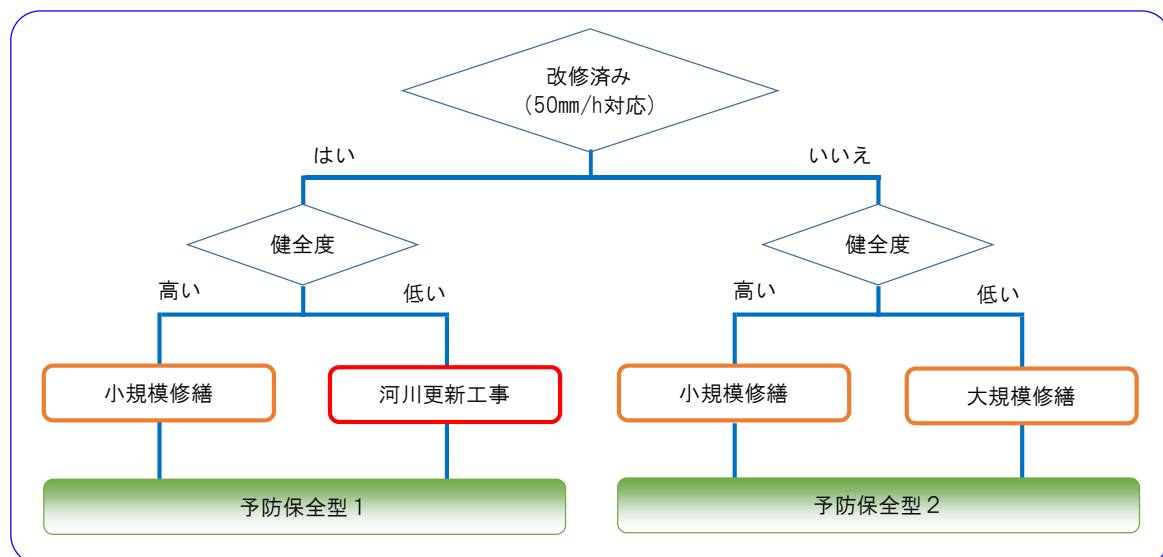 改修済み
(50mm/h対応)
はい
いいえ
健全度
健全度
高い
低い
高い
低い
小規模修繕
河川更新工事
小規模修繕
大規模修繕
予防保全型１
予防保全型２